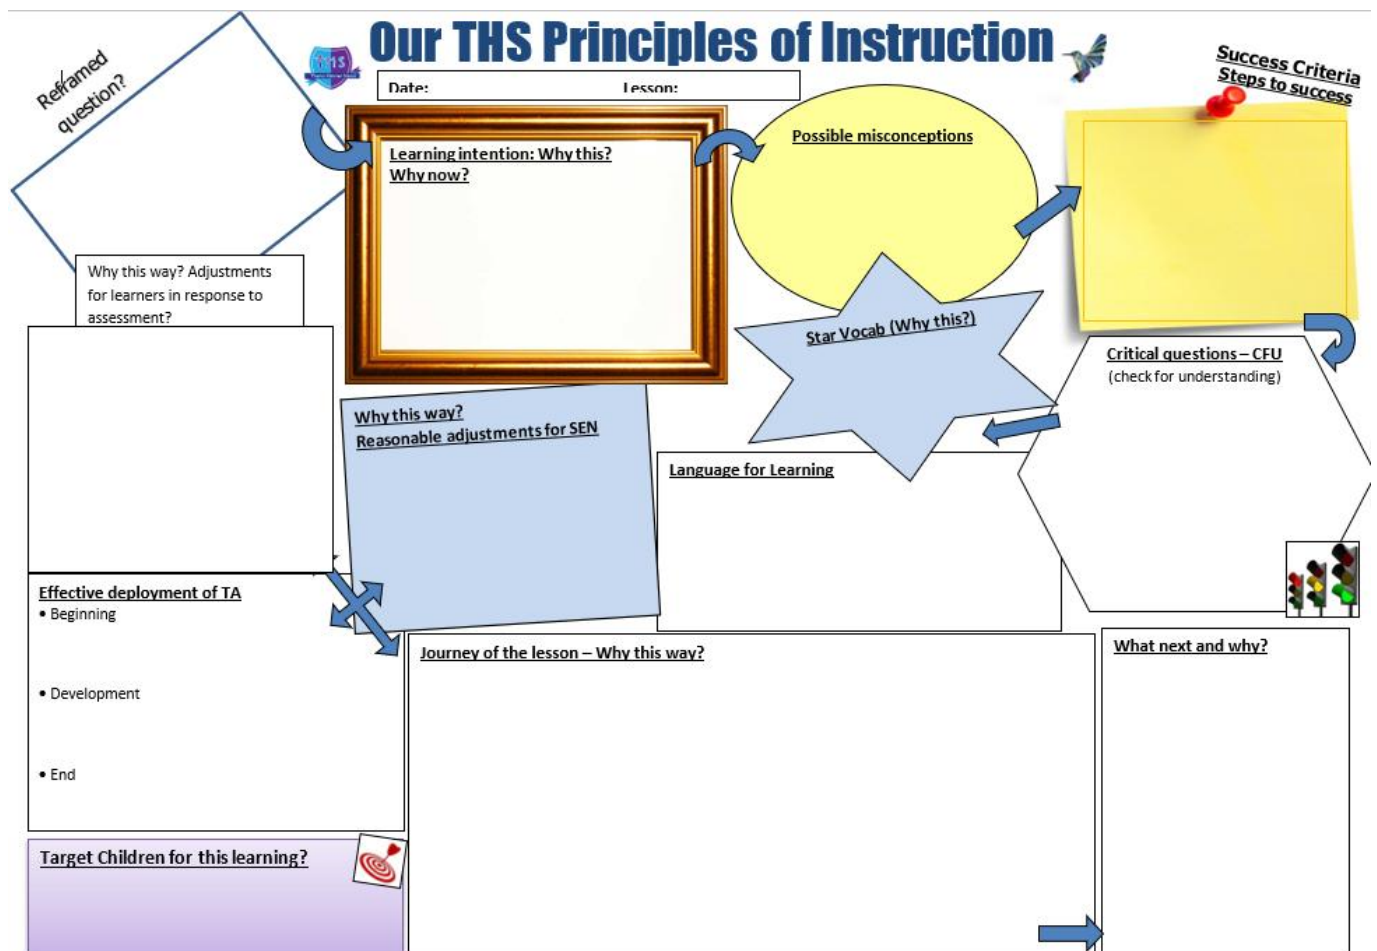 Our THS Principles of Instruction
THS
Reframed
question?
Date: Lesson:
Success Criteria
Steps to success
Learning intention: Why this?
Why now?
Possible misconceptions
Why this way? Adjustments
for learners in response to
assessment?
Star Vocab (Why this?)
Critical questions – CFU
(check for understanding)
Why this way?
Reasonable adjustments for SEN
Language for Learning
Effective deployment of TA
• Beginning
• Development
• End
Journey of the lesson – Why this way?
What next and why?
Target Children for this learning?